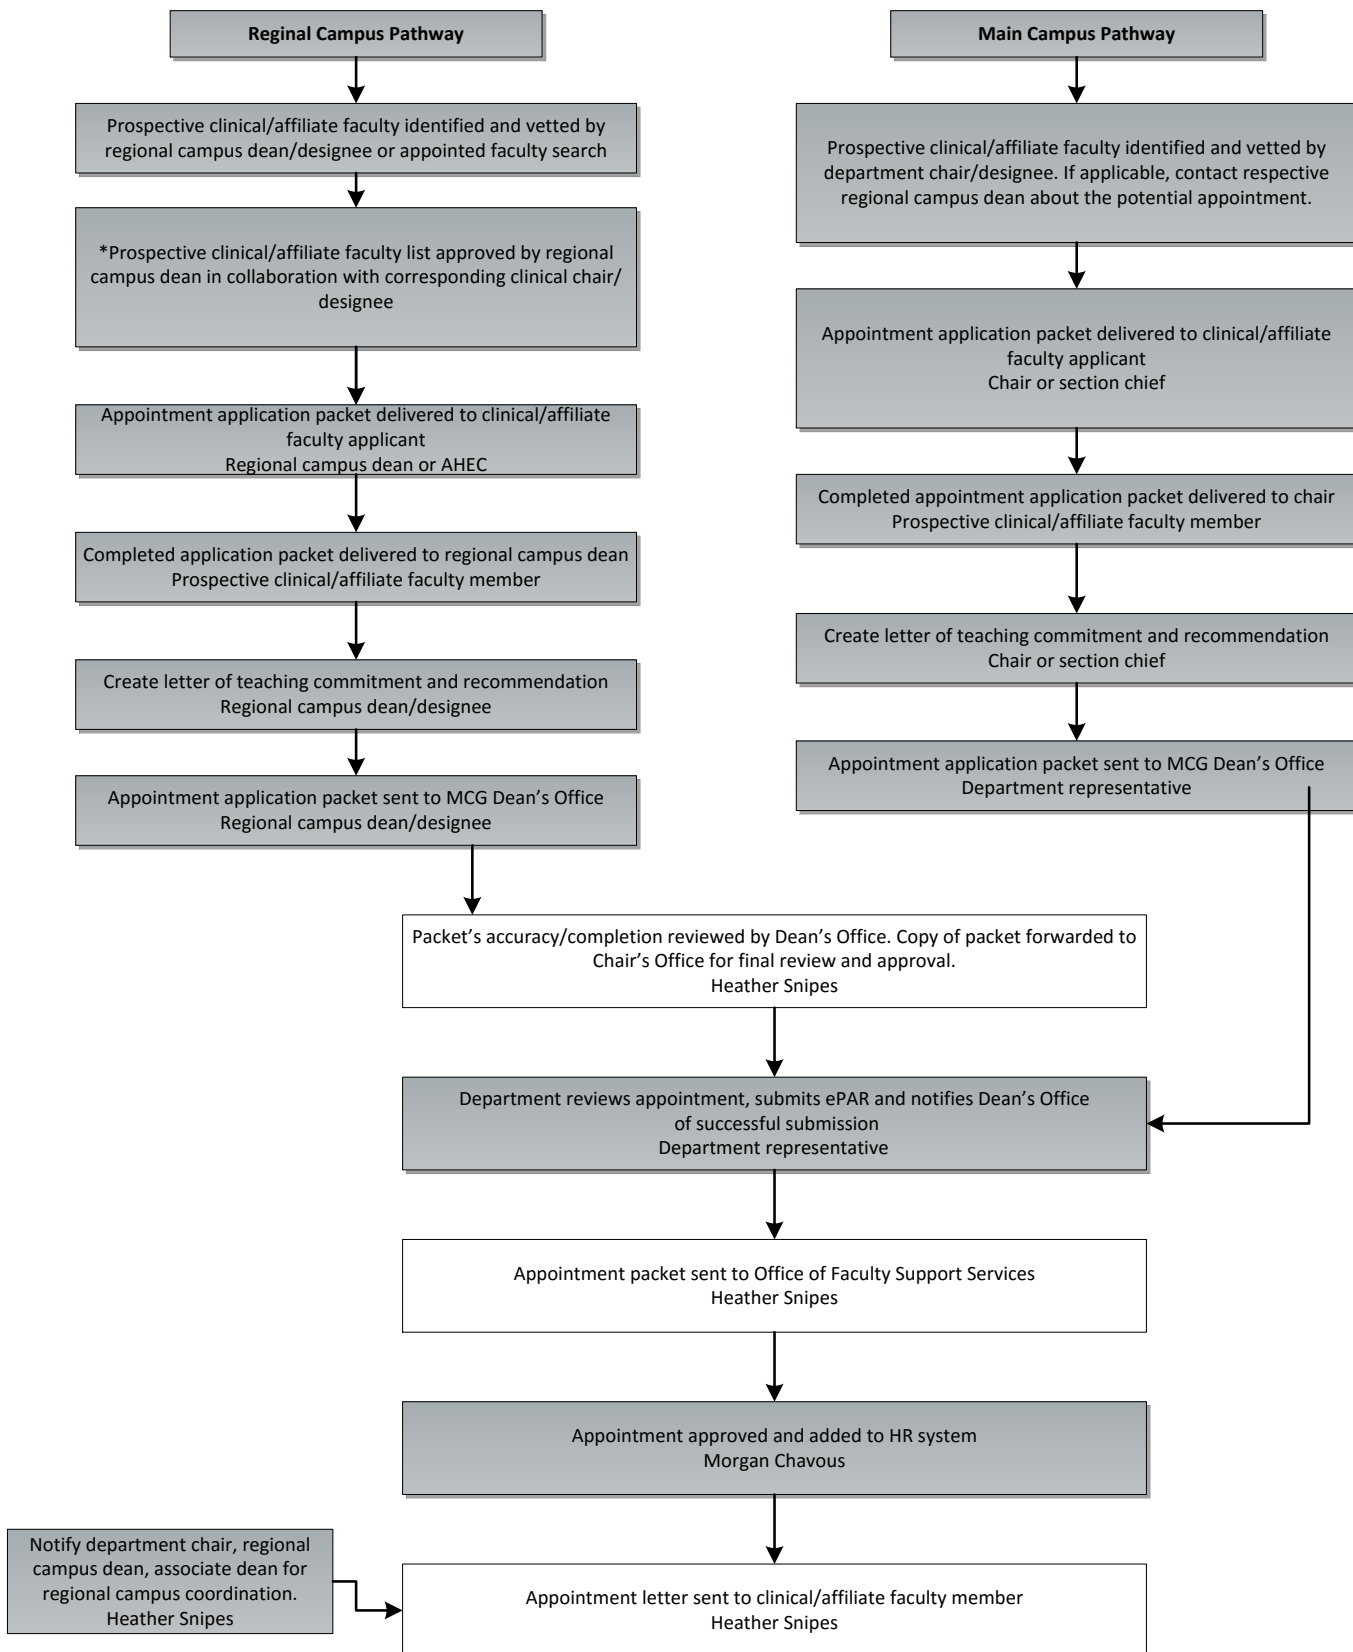 Reginal Campus Pathway
Prospective clinical/affiliate faculty identified and vetted by
regional campus dean/designee or appointed faculty search
*Prospective clinical/affiliate faculty list approved by regional
campus dean in collaboration with corresponding clinical chair/
designee
Appointment application packet delivered to clinical/affiliate
faculty applicant
Regional campus dean or AHEC
Completed application packet delivered to regional campus dean
Prospective clinical/affiliate faculty member
Create letter of teaching commitment and recommendation
Regional campus dean/designee
Appointment application packet sent to MCG Dean’s Office
Regional campus dean/designee
Main Campus Pathway
Prospective clinical/affiliate faculty identified and vetted by
department chair/designee. If applicable, contact respective
regional campus dean about the potential appointment.
Appointment application packet delivered to clinical/affiliate
faculty applicant
Chair or section chief
Completed appointment application packet delivered to chair
Prospective clinical/affiliate faculty member
Create letter of teaching commitment and recommendation
Chair or section chief
Appointment application packet sent to MCG Dean’s Office
Department representative
Packet’s accuracy/completion reviewed by Dean’s Office. Copy of packet forwarded to
Chair’s Office for final review and approval.
Heather Snipes
Department reviews appointment, submits ePAR and notifies Dean’s Office
of successful submission
Department representative
Appointment packet sent to Office of Faculty Support Services
Heather Snipes
Appointment approved and added to HR system
Morgan Chavous
Notify department chair, regional
campus dean, associate dean for
regional campus coordination.
Heather Snipes
Appointment letter sent to clinical/affiliate faculty member
Heather Snipes